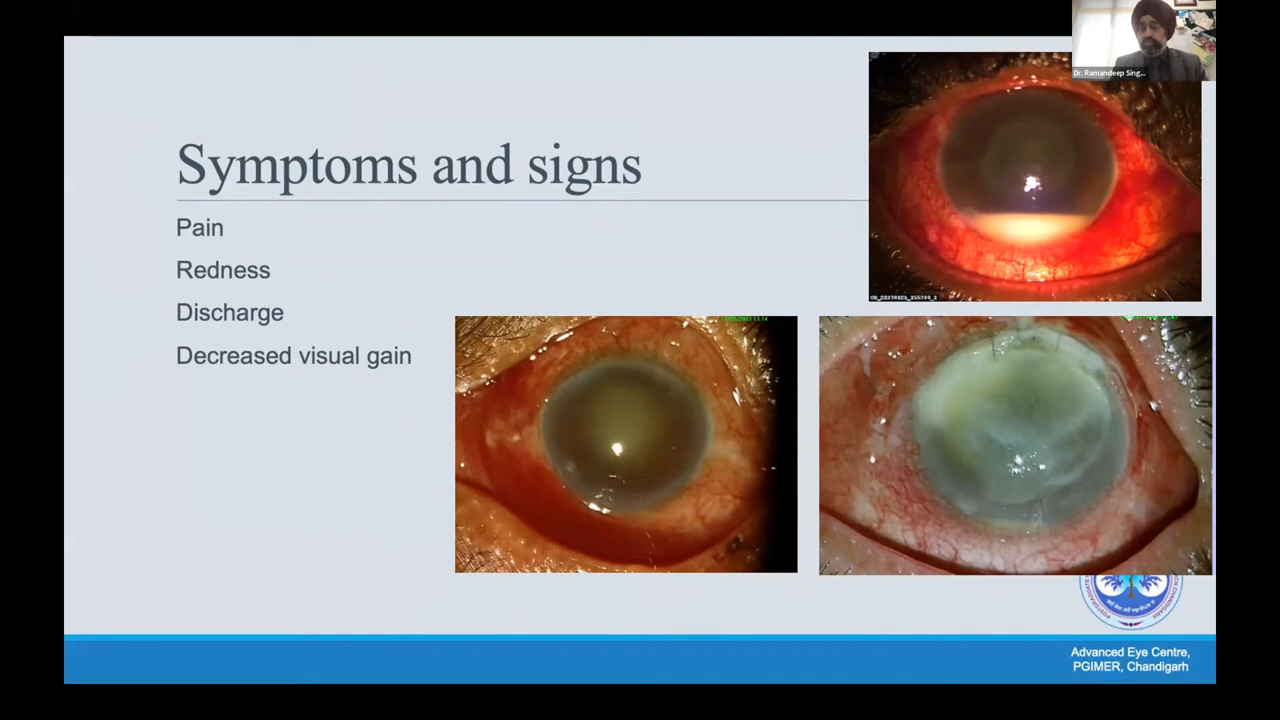 Dr. Ramandeep Sing...
Symptoms and signs
Pain
Redness
Discharge
Decreased visual gain
Advanced Eye Centre,
PGIMER, Chandigarh